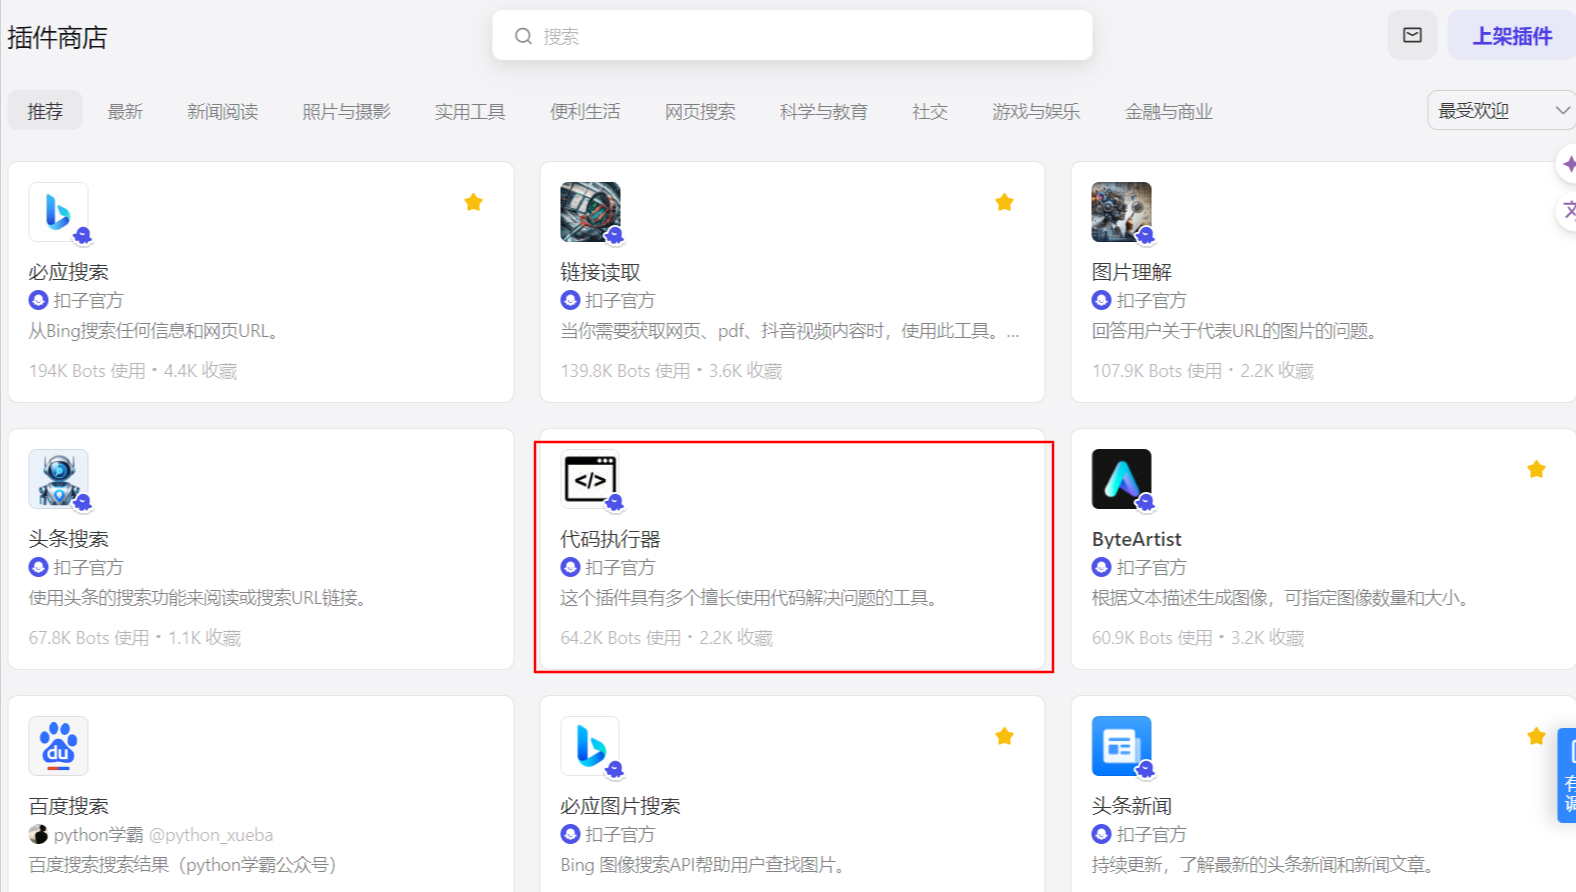 插件商店
搜索
上架插件
推荐
最新
新闻阅读
照片与摄影
实用工具
便利生活
网页搜索
科学与教育
社交
游戏与娱乐
金融与商业
最受欢迎
必应搜索
扣子官方
从Bing搜索任何信息和网页URL。
194K Bots 使用・4.4K 收藏
链接读取
扣子官方
当你需要获取网页、pdf、抖音视频内容时，使用此工具。...
139.8K Bots 使用・3.6K 收藏
图片理解
扣子官方
回答用户关于代表URL的图片的问题。
107.9K Bots 使用・2.2K 收藏
头条搜索
扣子官方
使用头条的搜索功能来阅读或搜索URL链接。
67.8K Bots 使用・1.1K 收藏
</>
代码执行器
扣子官方
这个插件具有多个擅长使用代码解决问题的工具。
64.2K Bots 使用・2.2K 收藏
ByteArtist
扣子官方
根据文本描述生成图像，可指定图像数量和大小。
60.9K Bots 使用・3.2K 收藏
du
百度搜索
python学霸 @python_xueba
百度搜索搜索结果（python学霸公众号）
必应图片搜索
扣子官方
Bing 图像搜索API帮助用户查找图片。
头条新闻
扣子官方
持续更新，了解最新的头条新闻和新闻文章。
有